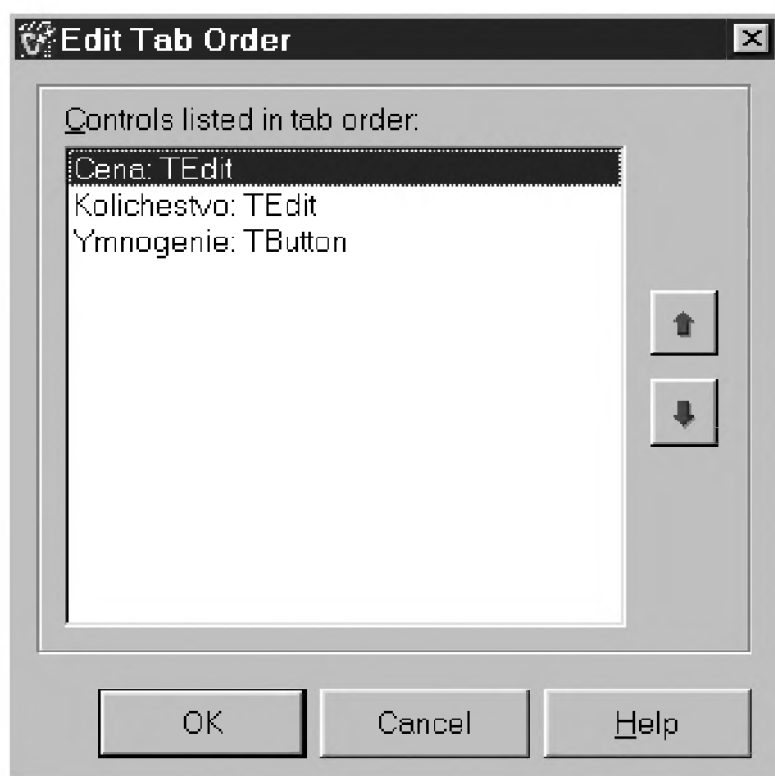 Edit Tab Order
Controls listed in tab order:
Cena: TEdit
Kolichestvo: TEdit
Ymnogenie: TButton
OK
Cancel
Help